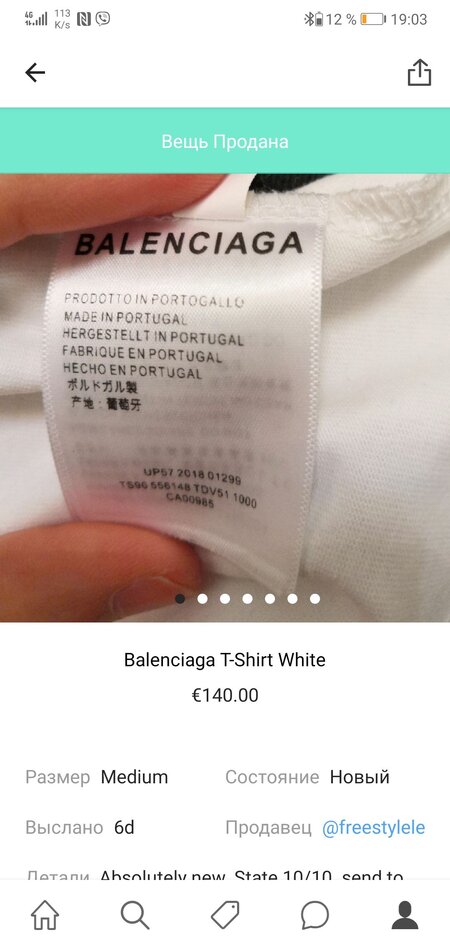 4G 113 K/s 12 % 19:03
Вещь Продана
BALENCIAGA
PRODOTTO IN PORTOGALLO
MADE IN PORTUGAL
HERGESTELLT IN PORTUGAL
FABRIQUE EN PORTUGAL
HECHO EN PORTUGAL
ポルトガル製
产地：葡萄牙
UP57 2018 01299
TS96 556148 TDV51 1000
CA00985
Balenciaga T-Shirt White
€140.00
Размер Medium Состояние Новый
Выслано 6d Продавец @freestylele
Детали Absolutely new. State 10/10. send to